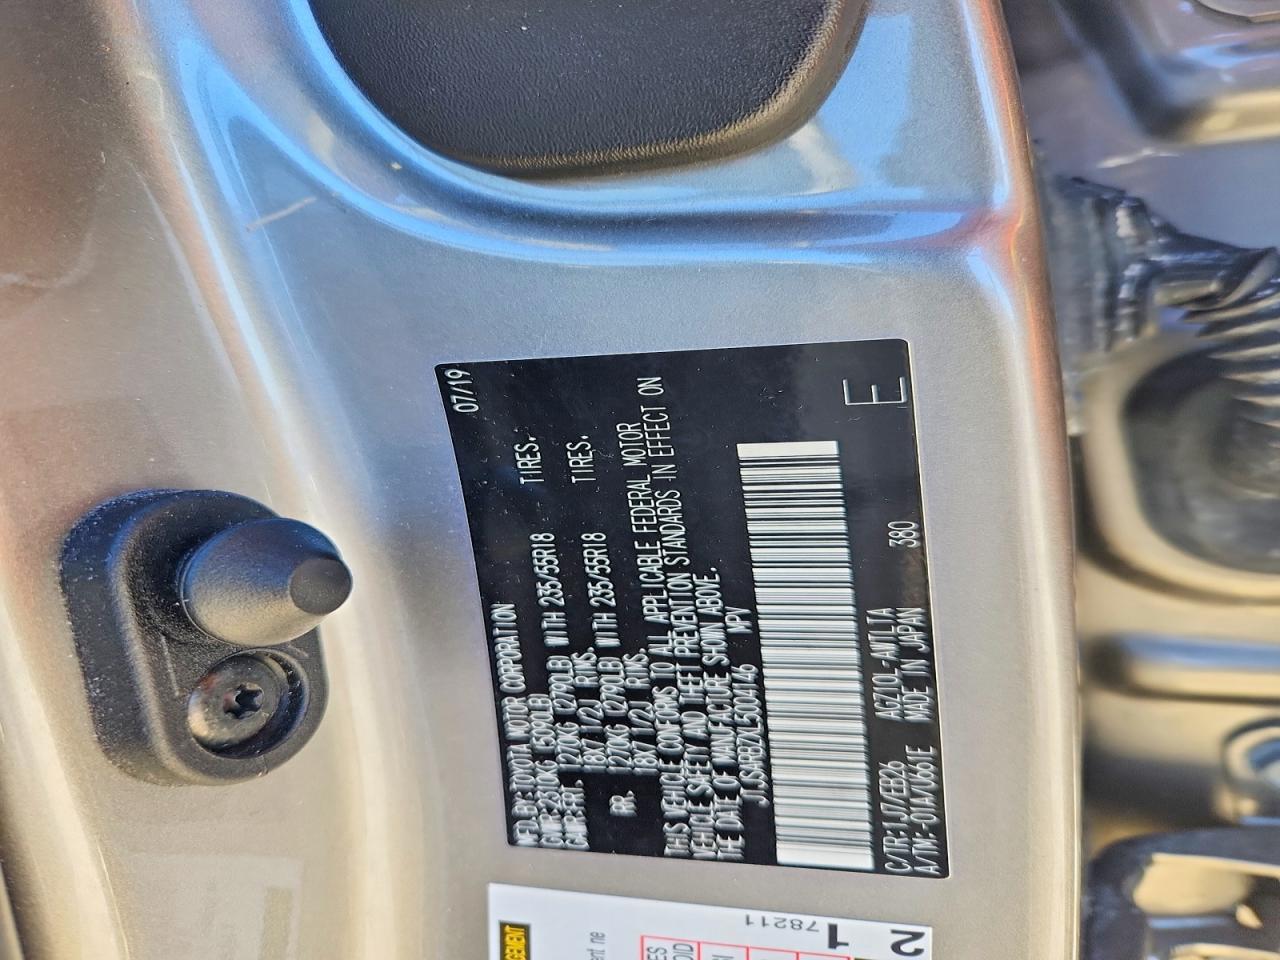 07/19
MFD.BY:TOYOTA MOTOR CORPORATION
GVWR:2310KG (5090LB)
GAWR:FRT. 1270KG (2790LB) WITH 235/55R18 TIRES,
18X7 1/2J RIMS.
RR. 1270KG (2790LB) WITH 235/55R18 TIRES,
18X7 1/2J RIMS.
THIS VEHICLE CONFORMS TO ALL APPLICABLE FEDERAL MOTOR
VEHICLE SAFETY AND THEFT PREVENTION STANDARDS IN EFFECT ON
THE DATE OF MANUFACTURE SHOWN ABOVE.
MPV
C/TR:1J7/EB26 AGZ10L-AWTLTA 380
A/TM:-01A/U661E MADE IN JAPAN
E
78211
1
2